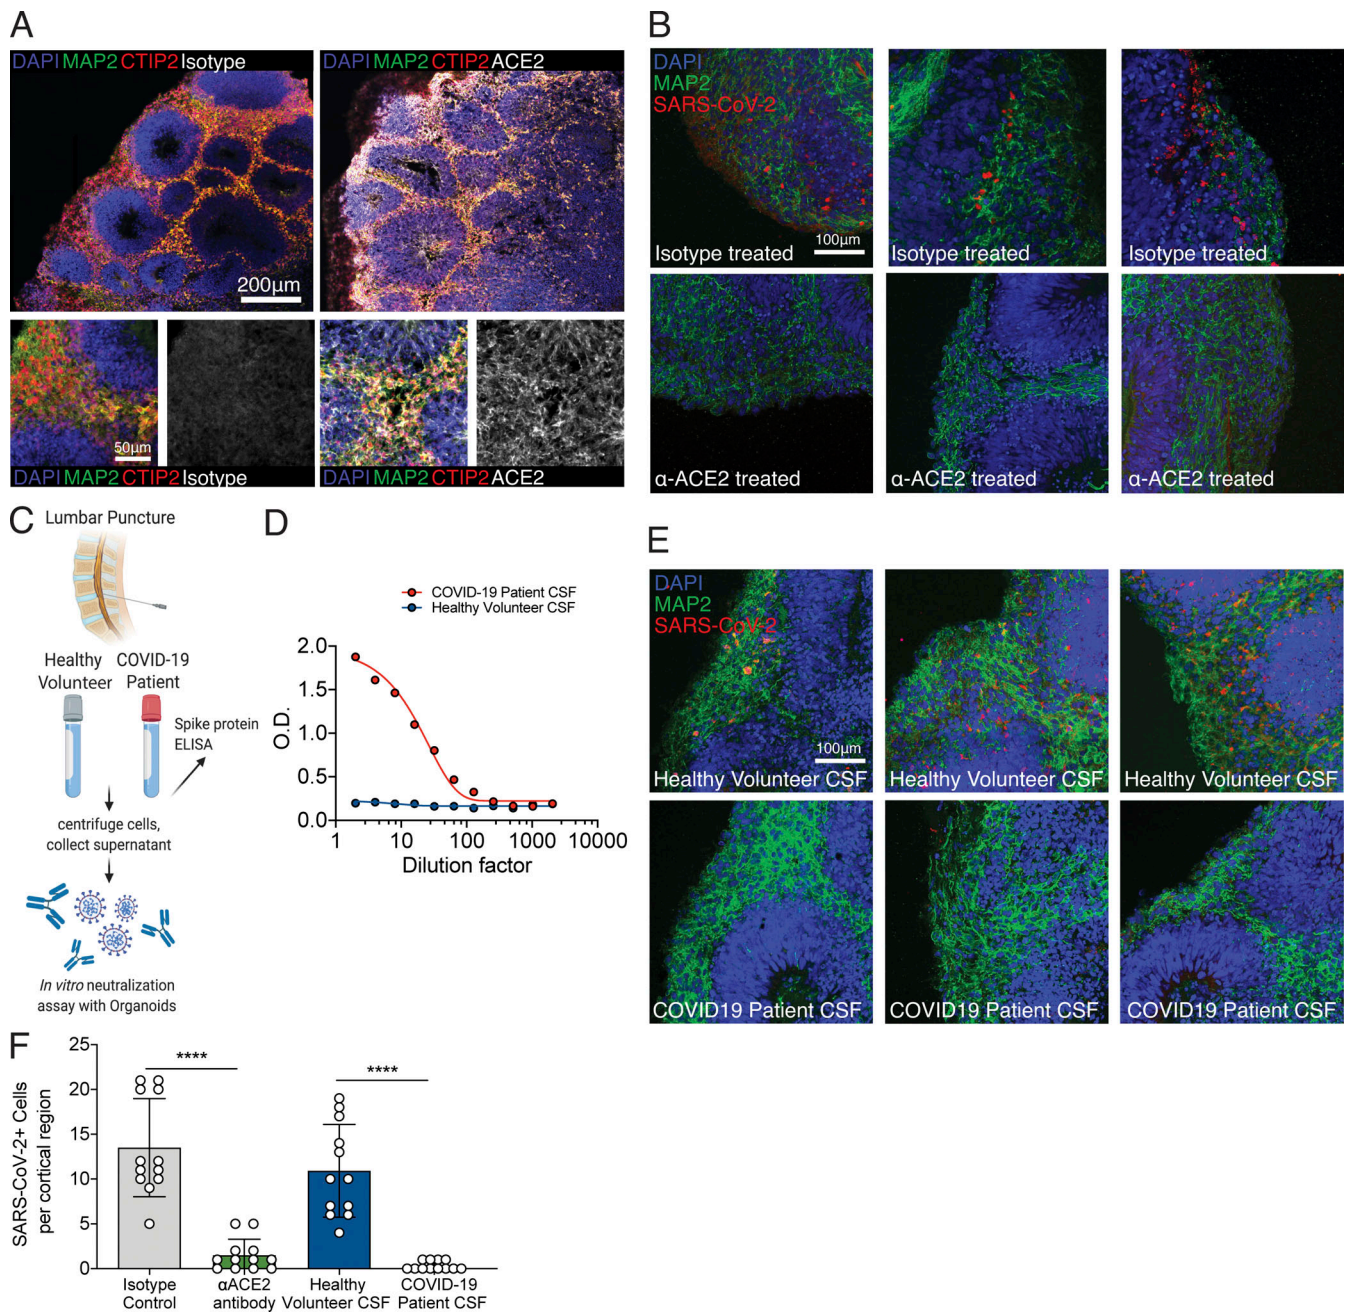 A
DAPI MAP2 CTIP2 Isotype
DAPI MAP2 CTIP2 ACE2
200µm
50µm
DAPI MAP2 CTIP2 Isotype
DAPI MAP2 CTIP2 ACE2
B
DAPI
MAP2
SARS-CoV-2
Isotype treated
100µm
Isotype treated
Isotype treated
α-ACE2 treated
α-ACE2 treated
α-ACE2 treated
C
Lumbar Puncture
Healthy
Volunteer
COVID-19
Patient
Spike protein
ELISA
centrifuge cells,
collect supernatant
In vitro neutralization
assay with Organoids
D
COVID-19 Patient CSF
Healthy Volunteer CSF
2.0
1.5
1.0
0.5
0.0
O.D.
1
10
100
1000
10000
Dilution factor
E
DAPI
MAP2
SARS-CoV-2
100µm
Healthy Volunteer CSF
Healthy Volunteer CSF
Healthy Volunteer CSF
COVID19 Patient CSF
COVID19 Patient CSF
COVID19 Patient CSF
F
SARS-CoV-2+ Cells
per cortical region
25
20
15
10
5
0
****
****
Isotype
Control
αACE2
antibody
Healthy
Volunteer CSF
COVID-19
Patient CSF